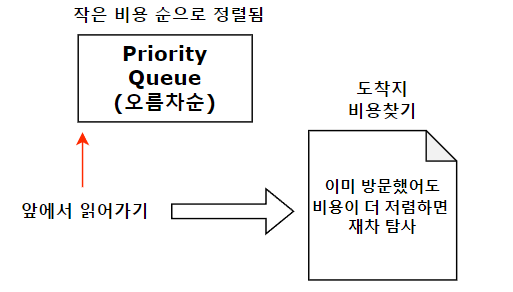 작은 비용 순으로 정렬됨
Priority
Queue
(오름차순)
도착지
비용찾기
앞에서 읽어가기
이미 방문했어도
비용이 더 저렴하면
재차 탐사